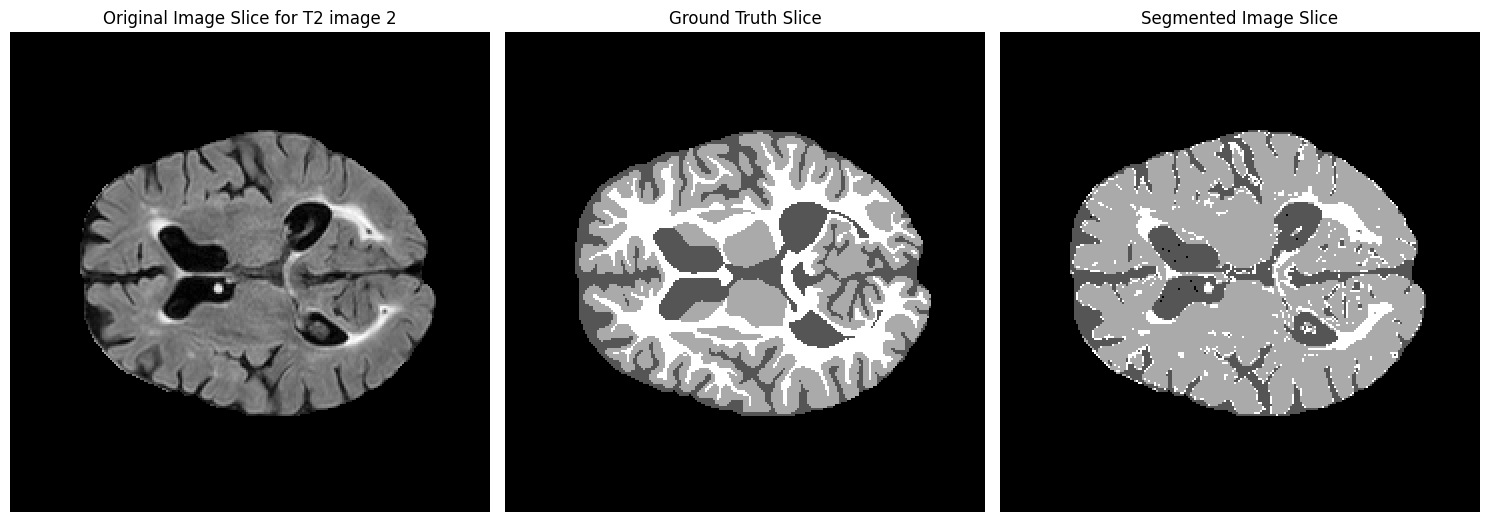 Original Image Slice for T2 image 2
Ground Truth Slice
Segmented Image Slice